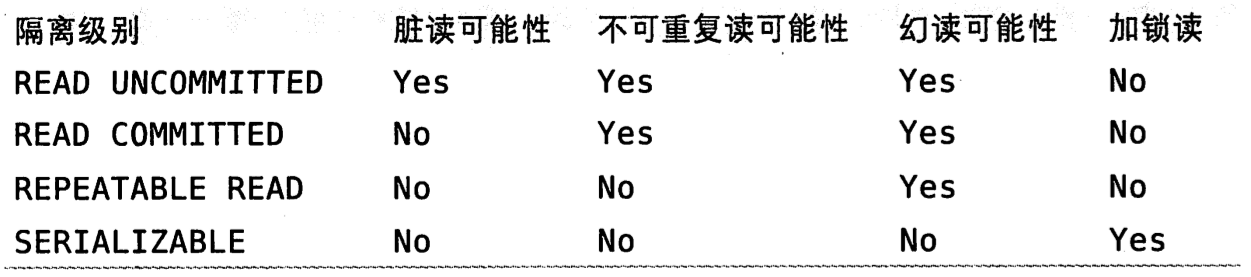 隔离级别 脏读可能性 不可重复读可能性 幻读可能性 加锁读
READ UNCOMMITTED Yes Yes Yes No
READ COMMITTED No Yes Yes No
REPEATABLE READ No No Yes No
SERIALIZABLE No No No Yes